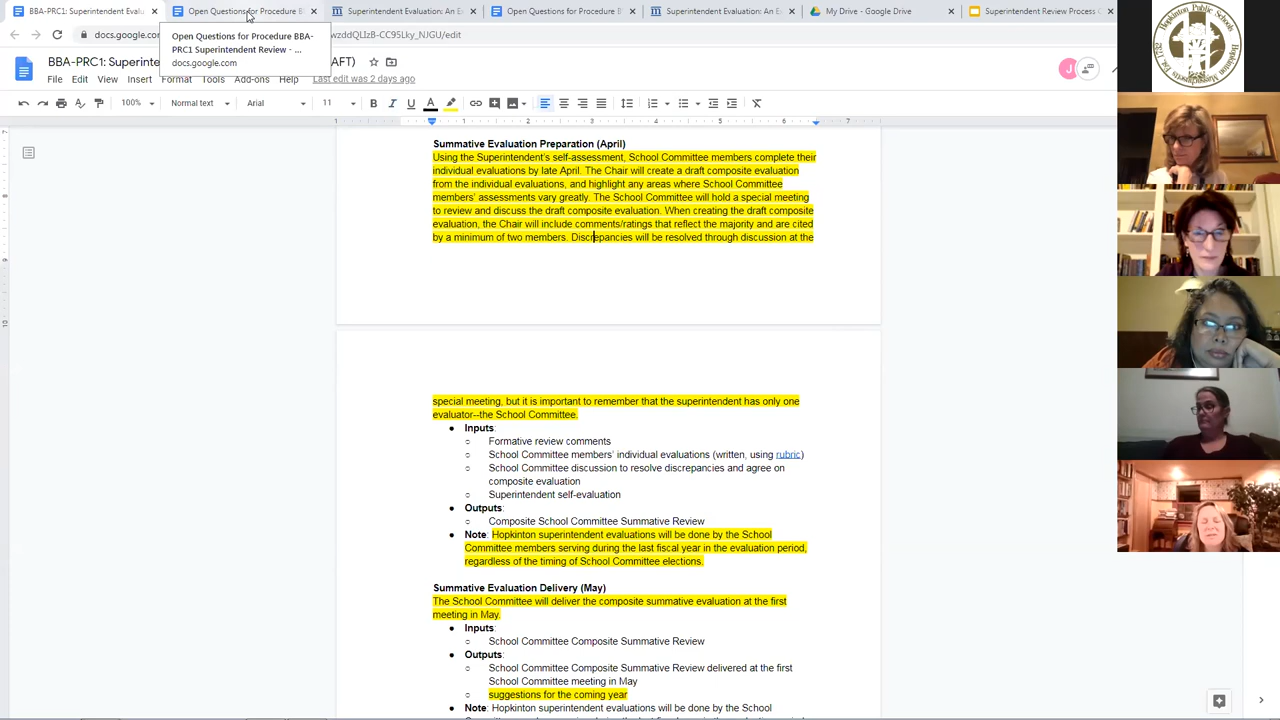 BBA-PRC1: Superintendent Evalu
Open Questions for Procedure B
Superintendent Evaluation: An E
Open Questions for Procedure B
Superintendent Evaluation: An E
My Drive - Google Drive
Superintendent Review Process
docs.google.com
wzddQLIzB-CC95Lky_NJGU/edit
Open Questions for Procedure BBA-
PRC1 Superintendent Review - ...
docs.google.com
BBA-PRC1: Superinte
AFT)
File Edit View Insert Format Tools Add-ons Help Last edit was 2 days ago
100% Normal text Arial 11
Summative Evaluation Preparation (April)
Using the Superintendent's self-assessment, School Committee members complete their
individual evaluations by late April. The Chair will create a draft composite evaluation
from the individual evaluations, and highlight any areas where School Committee
members' assessments vary greatly. The School Committee will hold a special meeting
to review and discuss the draft composite evaluation. When creating the draft composite
evaluation, the Chair will include comments/ratings that reflect the majority and are cited
by a minimum of two members. Discrepancies will be resolved through discussion at the
special meeting, but it is important to remember that the superintendent has only one
evaluator--the School Committee.
● Inputs:
○ Formative review comments
○ School Committee members' individual evaluations (written, using rubric)
○ School Committee discussion to resolve discrepancies and agree on
composite evaluation
○ Superintendent self-evaluation
● Outputs:
○ Composite School Committee Summative Review
● Note: Hopkinton superintendent evaluations will be done by the School
Committee members serving during the last fiscal year in the evaluation period,
regardless of the timing of School Committee elections.
Summative Evaluation Delivery (May)
The School Committee will deliver the composite summative evaluation at the first
meeting in May.
● Inputs:
○ School Committee Composite Summative Review
● Outputs:
○ School Committee Composite Summative Review delivered at the first
School Committee meeting in May
○ suggestions for the coming year
● Note: Hopkinton superintendent evaluations will be done by the School
Hopkinton Public Schools